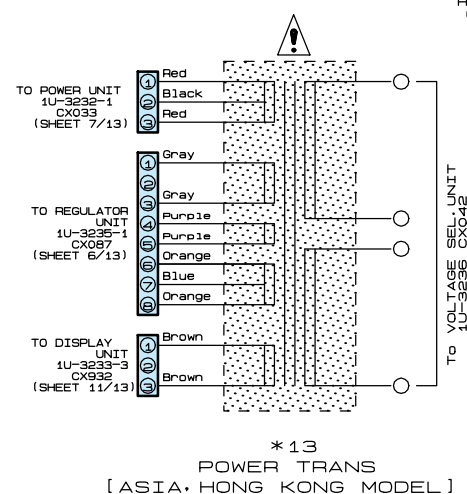 Red
1
TO POWER UNIT
Black
1U-3232-1
2
CX033
Red
(SHEET 7/13)
3
Gray
1
2
Gray
3
TO REGULATOR
Purple
UNIT
4
1U-3235-1
Purple
CX087
5
(SHEET 6/13)
Orange
6
Blue
7
Orange
8
TO DISPLAY
Brown
UNIT
1
1U-3233-3
2
CX932
Brown
(SHEET 11/13)
3
!
To VOLTAGE SEL UNIT
1U-3236 CX042
*13
POWER TRANS
[ASIA, HONG KONG MODEL]